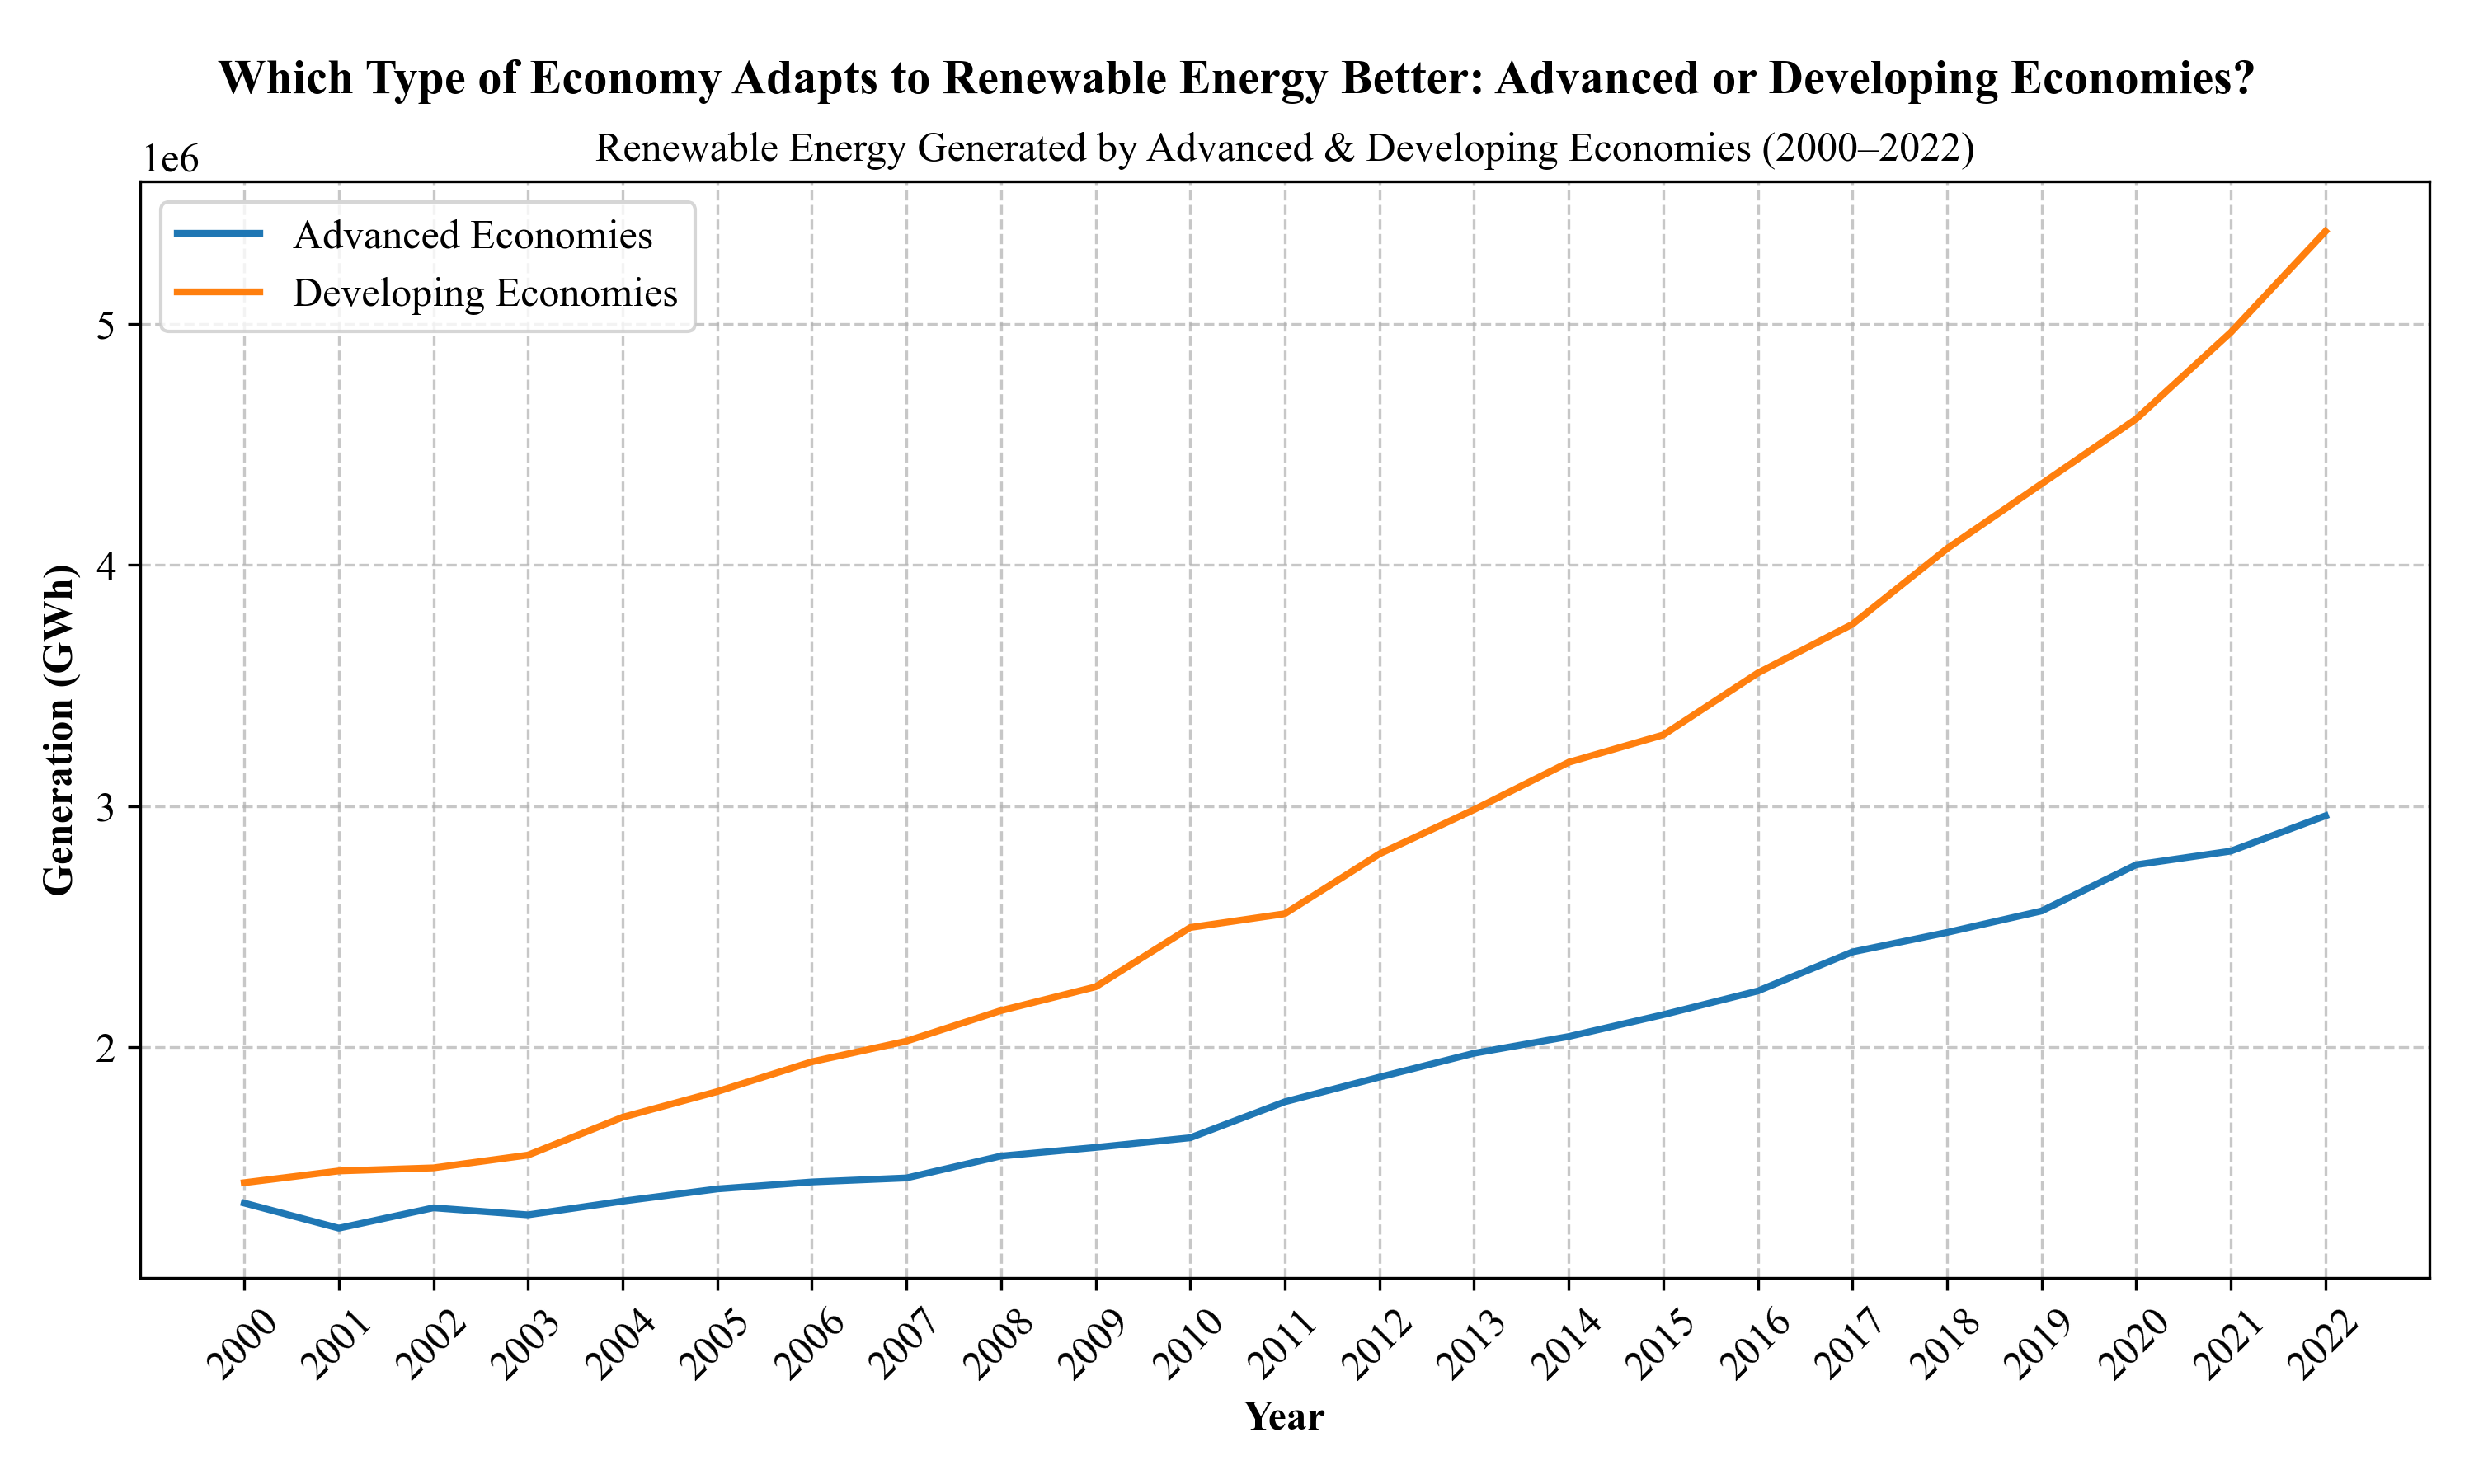 Which Type of Economy Adapts to Renewable Energy Better: Advanced or Developing Economies?
Renewable Energy Generated by Advanced & Developing Economies (2000–2022)
1e6
Advanced Economies
Developing Economies
5
4
3
2
Generation (GWh)
2000 2001 2002 2003 2004 2005 2006 2007 2008 2009 2010 2011 2012 2013 2014 2015 2016 2017 2018 2019 2020 2021 2022
Year